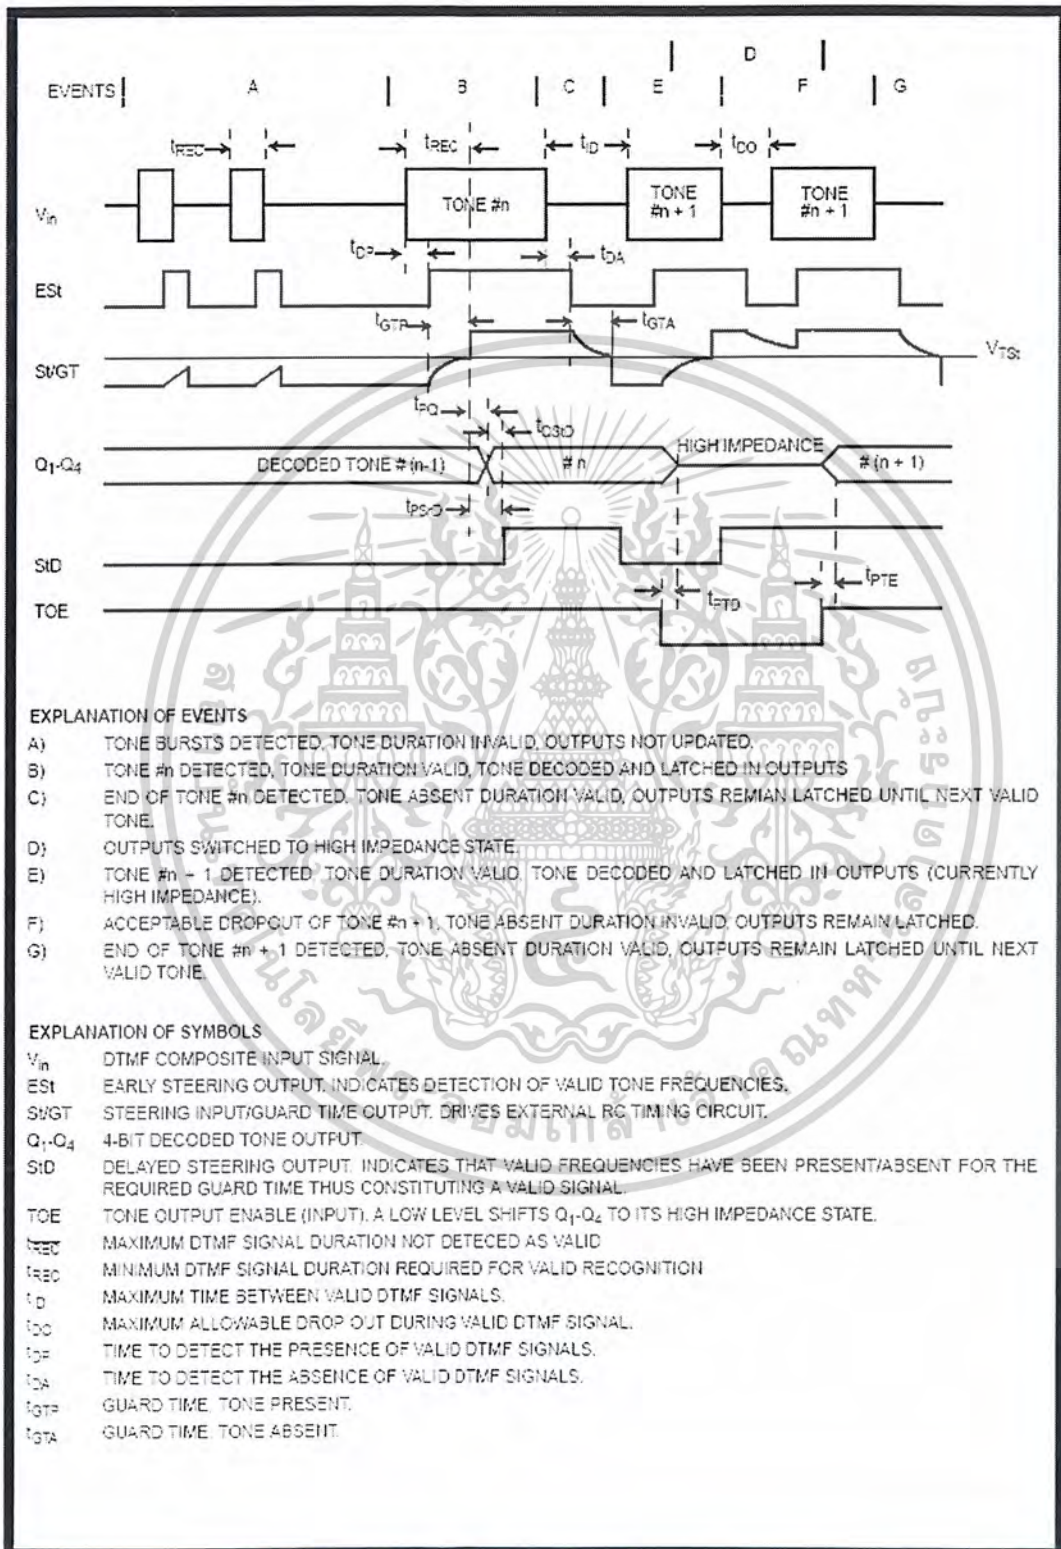 D
EVENTS A B C E F G
tREC tREC tID tDO
Vin TONE #n TONE #n + 1 TONE #n + 1
tDP tDA
ESt
tGTP tGTA
VTSt
St/GT
tPQ tQStD
HIGH IMPEDANCE
Q1-Q4 DECODED TONE # (n-1) # n # (n + 1)
tPStD
StD
tPTE
tPTD
TOE
EXPLANATION OF EVENTS
A) TONE BURSTS DETECTED, TONE DURATION INVALID, OUTPUTS NOT UPDATED.
B) TONE #n DETECTED, TONE DURATION VALID, TONE DECODED AND LATCHED IN OUTPUTS
C) END OF TONE #n DETECTED, TONE ABSENT DURATION VALID, OUTPUTS REMIAN LATCHED UNTIL NEXT VALID
TONE.
D) OUTPUTS SWITCHED TO HIGH IMPEDANCE STATE.
E) TONE #n + 1 DETECTED, TONE DURATION VALID, TONE DECODED AND LATCHED IN OUTPUTS (CURRENTLY
HIGH IMPEDANCE).
F) ACCEPTABLE DROPOUT OF TONE #n + 1, TONE ABSENT DURATION INVALID, OUTPUTS REMAIN LATCHED.
G) END OF TONE #n + 1 DETECTED, TONE ABSENT DURATION VALID, OUTPUTS REMAIN LATCHED UNTIL NEXT
VALID TONE.
EXPLANATION OF SYMBOLS
Vin DTMF COMPOSITE INPUT SIGNAL.
ESt EARLY STEERING OUTPUT. INDICATES DETECTION OF VALID TONE FREQUENCIES.
St/GT STEERING INPUT/GUARD TIME OUTPUT. DRIVES EXTERNAL RC TIMING CIRCUIT.
Q1-Q4 4-BIT DECODED TONE OUTPUT.
StD DELAYED STEERING OUTPUT. INDICATES THAT VALID FREQUENCIES HAVE BEEN PRESENT/ABSENT FOR THE
REQUIRED GUARD TIME THUS CONSTITUTING A VALID SIGNAL.
TOE TONE OUTPUT ENABLE (INPUT). A LOW LEVEL SHIFTS Q1-Q4 TO ITS HIGH IMPEDANCE STATE.
tREC MAXIMUM DTMF SIGNAL DURATION NOT DETECED AS VALID
tREC MINIMUM DTMF SIGNAL DURATION REQUIRED FOR VALID RECOGNITION
tID MAXIMUM TIME BETWEEN VALID DTMF SIGNALS.
tDO MAXIMUM ALLOWABLE DROP OUT DURING VALID DTMF SIGNAL.
tDP TIME TO DETECT THE PRESENCE OF VALID DTMF SIGNALS.
tDA TIME TO DETECT THE ABSENCE OF VALID DTMF SIGNALS.
tGTP GUARD TIME, TONE PRESENT.
tGTA GUARD TIME, TONE ABSENT.